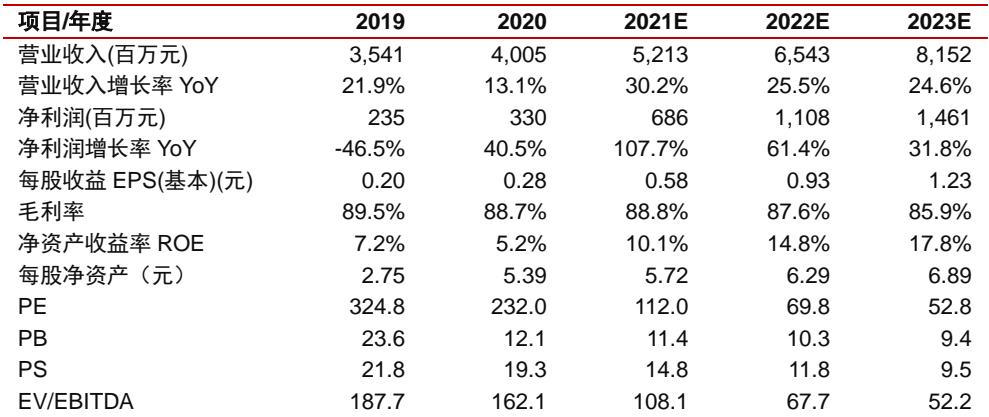 项目/年度 2019 2020 2021E 2022E 2023E
营业收入(百万元) 3,541 4,005 5,213 6,543 8,152
营业收入增长率 YoY 21.9% 13.1% 30.2% 25.5% 24.6%
净利润(百万元) 235 330 686 1,108 1,461
净利润增长率 YoY -46.5% 40.5% 107.7% 61.4% 31.8%
每股收益 EPS(基本)(元) 0.20 0.28 0.58 0.93 1.23
毛利率 89.5% 88.7% 88.8% 87.6% 85.9%
净资产收益率 ROE 7.2% 5.2% 10.1% 14.8% 17.8%
每股净资产（元） 2.75 5.39 5.72 6.29 6.89
PE 324.8 232.0 112.0 69.8 52.8
PB 23.6 12.1 11.4 10.3 9.4
PS 21.8 19.3 14.8 11.8 9.5
EV/EBITDA 187.7 162.1 108.1 67.7 52.2